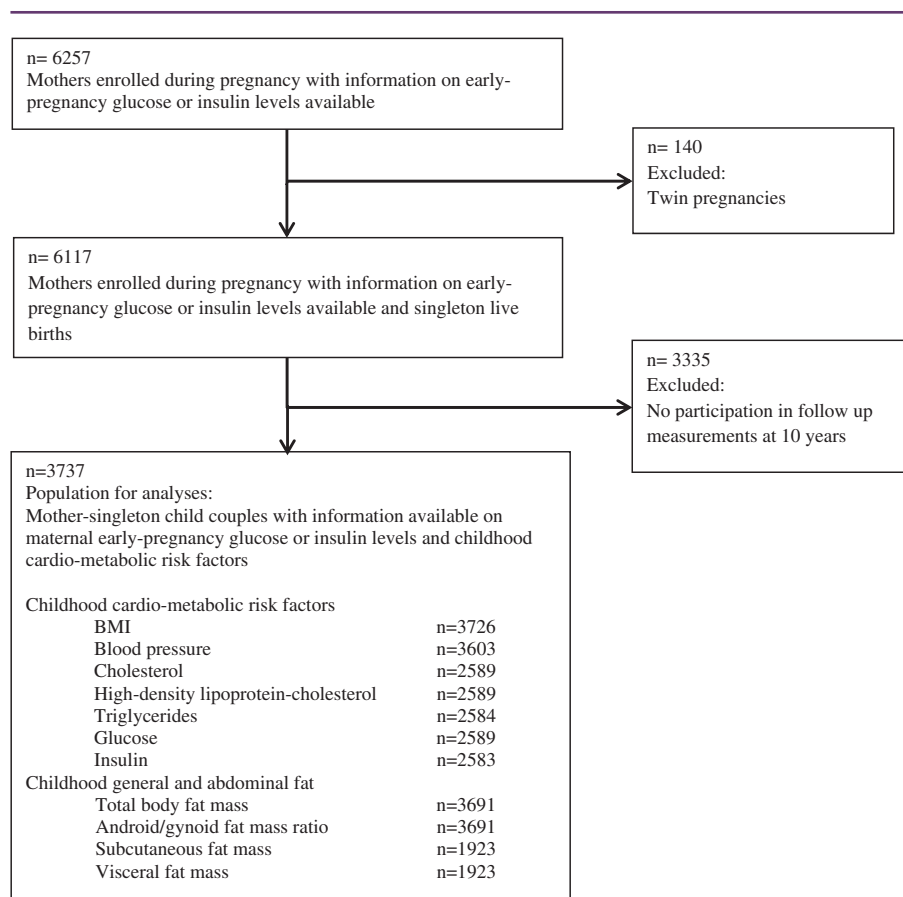 n= 6257
Mothers enrolled during pregnancy with information on early-
pregnancy glucose or insulin levels available
n= 140
Excluded:
Twin pregnancies
n= 6117
Mothers enrolled during pregnancy with information on early-
pregnancy glucose or insulin levels available and singleton live
births
n= 3335
Excluded:
No participation in follow up
measurements at 10 years
n=3737
Population for analyses:
Mother-singleton child couples with information available on
maternal early-pregnancy glucose or insulin levels and childhood
cardio-metabolic risk factors
Childhood cardio-metabolic risk factors
BMI n=3726
Blood pressure n=3603
Cholesterol n=2589
High-density lipoprotein-cholesterol n=2589
Triglycerides n=2584
Glucose n=2589
Insulin n=2583
Childhood general and abdominal fat
Total body fat mass n=3691
Android/gynoid fat mass ratio n=3691
Subcutaneous fat mass n=1923
Visceral fat mass n=1923